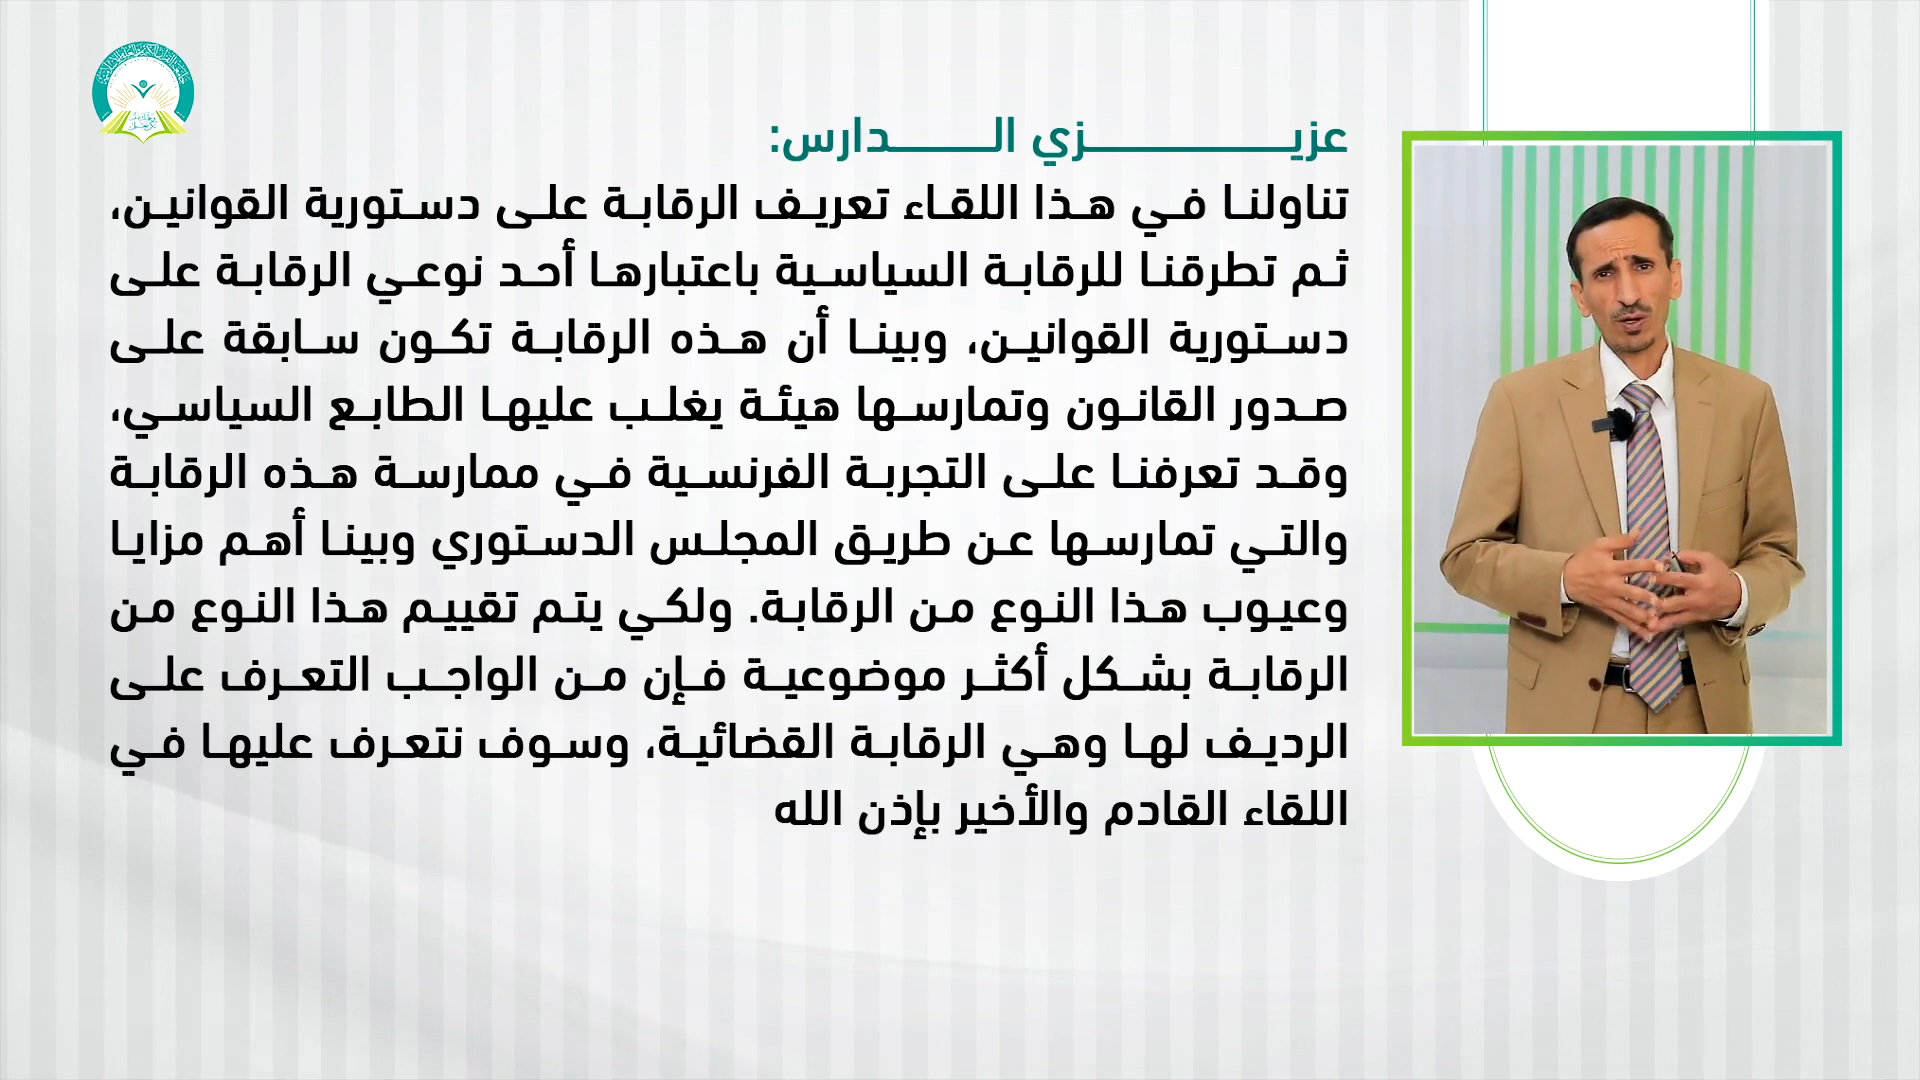 عزيزي الدارس:
تناولنا في هذا اللقاء تعريف الرقابة على دستورية القوانين،
ثم تطرقنا للرقابة السياسية باعتبارها أحد نوعي الرقابة على
دستورية القوانين، وبينا أن هذه الرقابة تكون سابقة على
صدور القانون وتمارسها هيئة يغلب عليها الطابع السياسي،
وقد تعرفنا على التجربة الفرنسية في ممارسة هذه الرقابة
والتي تمارسها عن طريق المجلس الدستوري وبينا أهم مزايا
وعيوب هذا النوع من الرقابة. ولكي يتم تقييم هذا النوع من
الرقابة بشكل أكثر موضوعية فإن من الواجب التعرف على
الرديف لها وهي الرقابة القضائية، وسوف نتعرف عليها في
اللقاء القادم والأخير بإذن الله